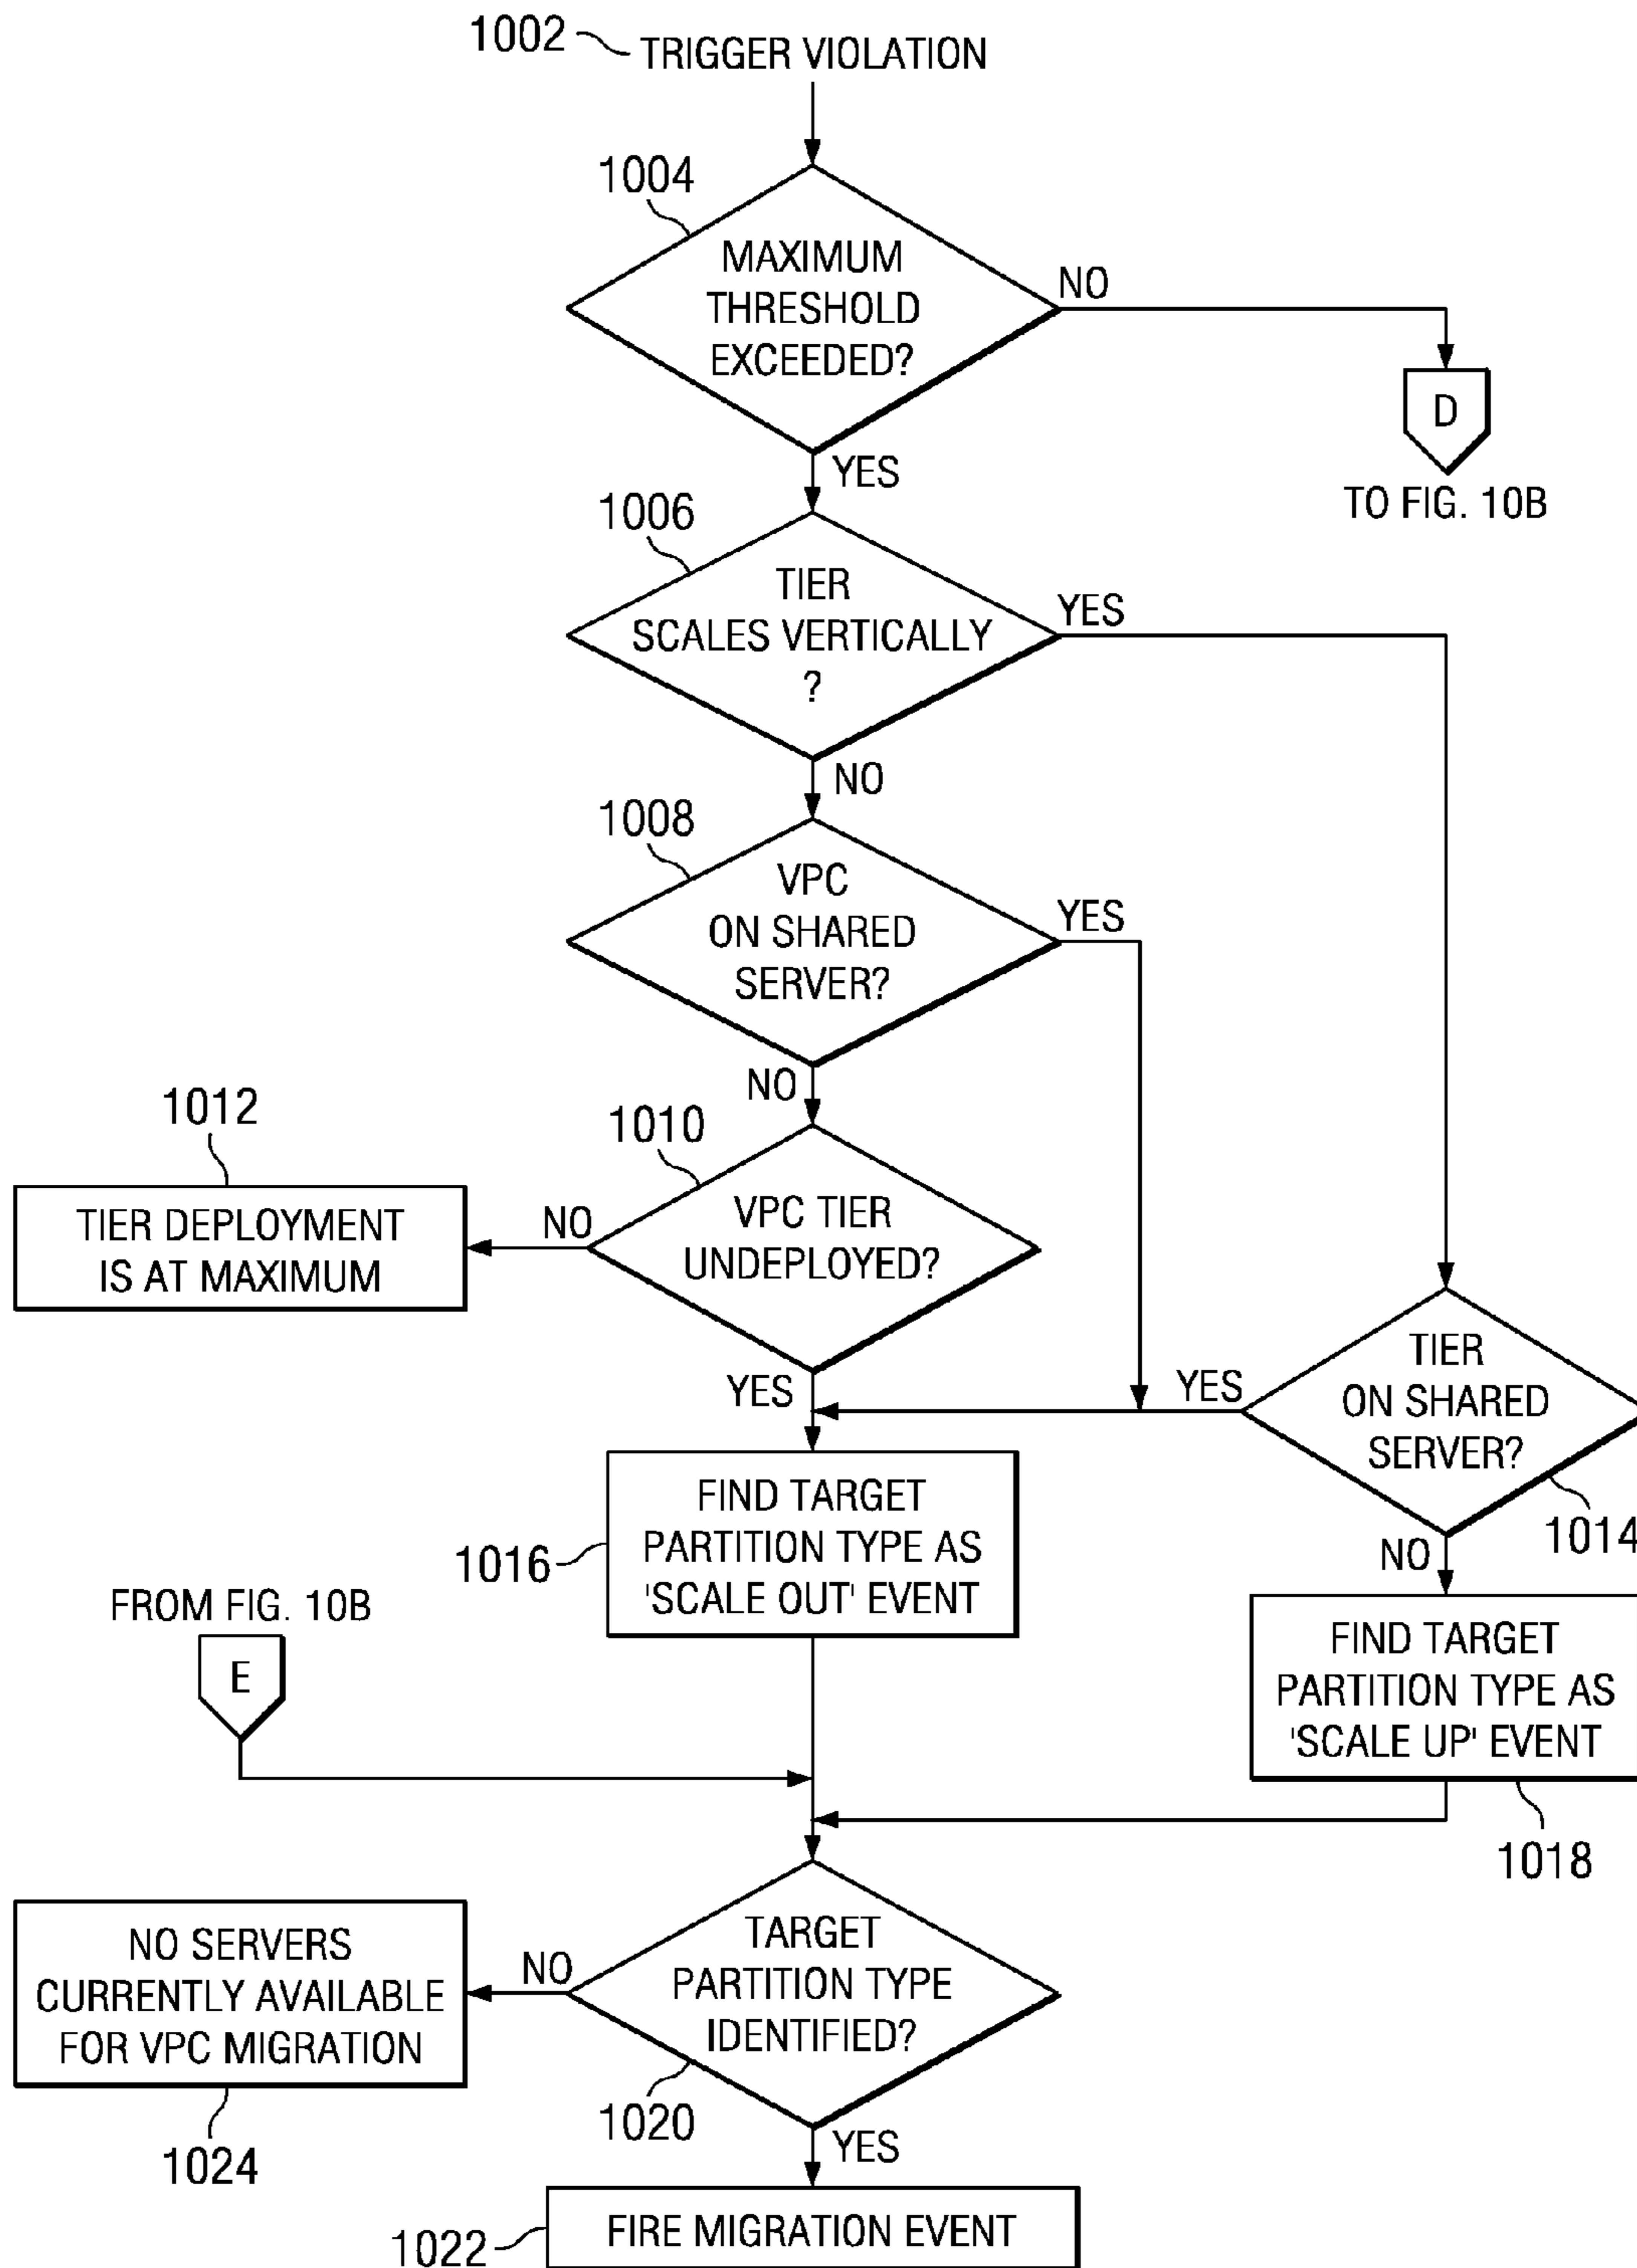 1002
TRIGGER VIOLATION
1004
MAXIMUM
THRESHOLD
EXCEEDED?
NO
D
TO FIG. 10B
YES
1006
TIER
SCALES VERTICALLY
?
YES
NO
1008
VPC
ON SHARED
SERVER?
YES
NO
1010
VPC TIER
UNDEPLOYED?
NO
1012
TIER DEPLOYMENT
IS AT MAXIMUM
YES
TIER
ON SHARED
SERVER?
1014
YES
NO
1016
FIND TARGET
PARTITION TYPE AS
'SCALE OUT' EVENT
FIND TARGET
PARTITION TYPE AS
'SCALE UP' EVENT
1018
FROM FIG. 10B
E
TARGET
PARTITION TYPE
IDENTIFIED?
1020
NO
NO SERVERS
CURRENTLY AVAILABLE
FOR VPC MIGRATION
1024
YES
FIRE MIGRATION EVENT
1022